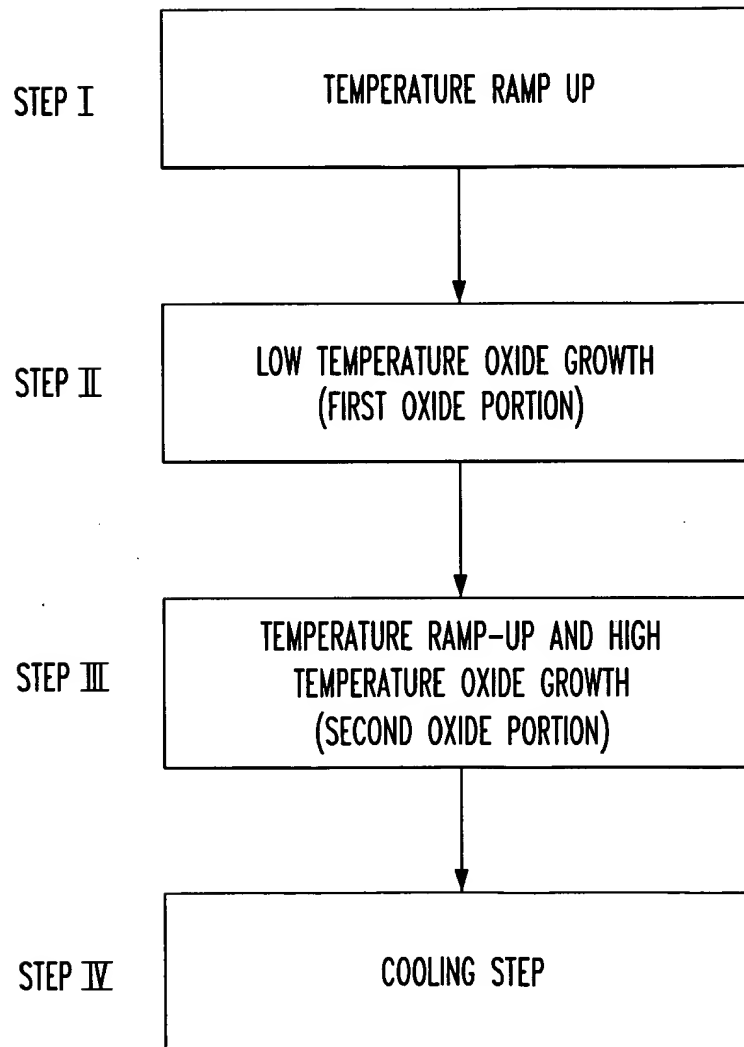 STEP I
TEMPERATURE RAMP UP
STEP II
LOW TEMPERATURE OXIDE GROWTH
(FIRST OXIDE PORTION)
STEP III
TEMPERATURE RAMP-UP AND HIGH
TEMPERATURE OXIDE GROWTH
(SECOND OXIDE PORTION)
STEP IV
COOLING STEP